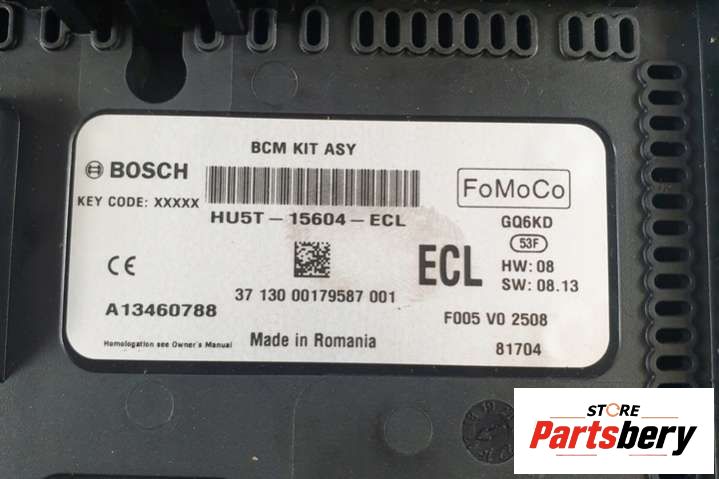 BCM KIT ASY
BOSCH
KEY CODE: XXXXX
HU5T-15604-ECL
FoMoCo
GQ6KD
53F
HW: 08
SW: 08.13
ECL
CE
A13460788
37 130 00179587 001
F005 V0 2508
Homologation see Owner's Manual
Made in Romania
81704
STORE
Partsbery